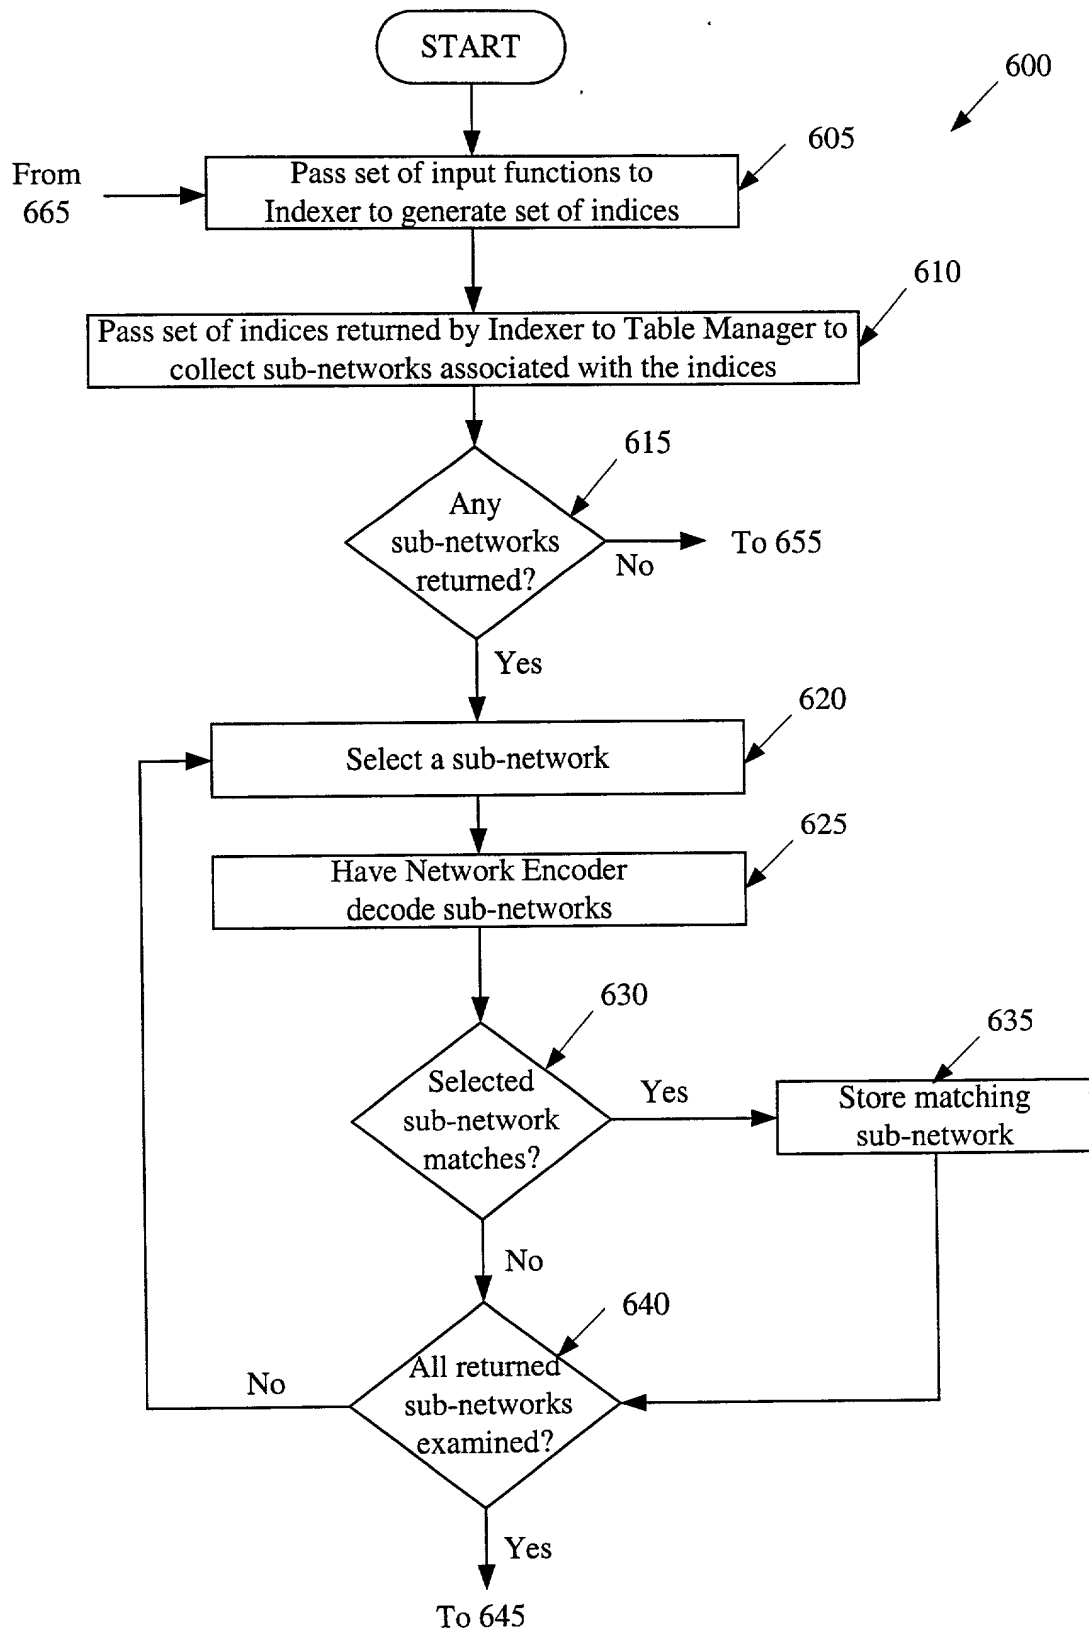 START
600
605
From
665
Pass set of input functions to
Indexer to generate set of indices
610
Pass set of indices returned by Indexer to Table Manager to
collect sub-networks associated with the indices
615
Any
sub-networks
returned?
No
To 655
Yes
620
Select a sub-network
625
Have Network Encoder
decode sub-networks
630
635
Selected
sub-network
matches?
Yes
Store matching
sub-network
No
640
All returned
sub-networks
examined?
No
Yes
To 645